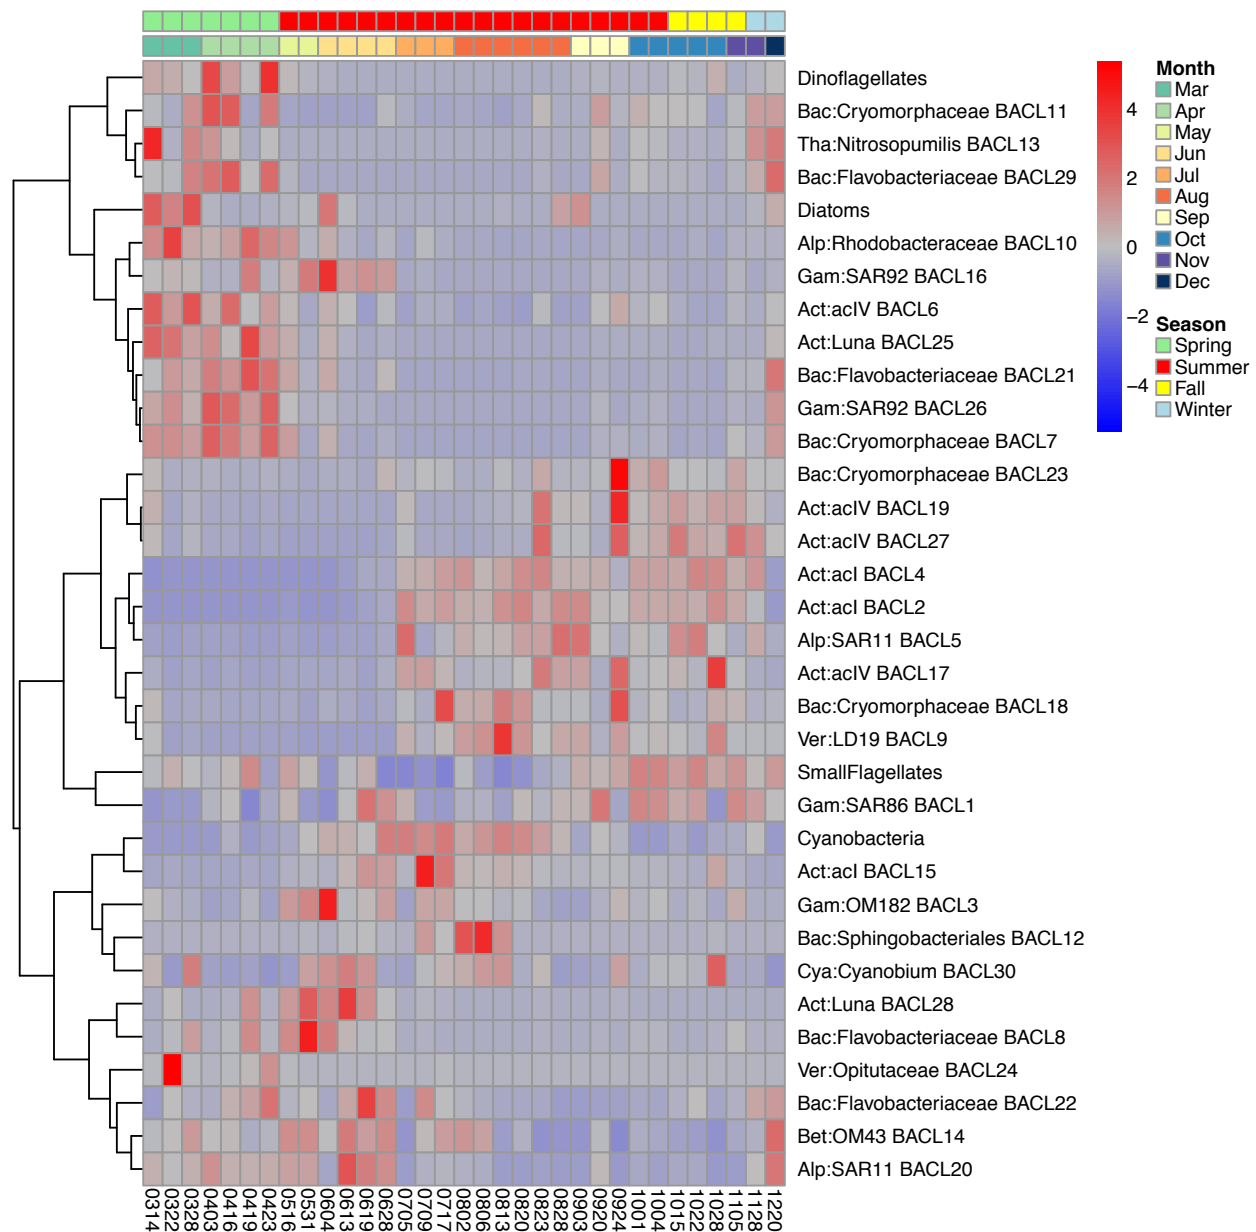 Dinoflagellates
Bac:Cryomorphaceae BACL11
Tha:Nitrosopumilis BACL13
Bac:Flavobacteriaceae BACL29
Diatoms
Alp:Rhodobacteraceae BACL10
Gam:SAR92 BACL16
Act:acIV BACL6
Act:Luna BACL25
Bac:Flavobacteriaceae BACL21
Gam:SAR92 BACL26
Bac:Cryomorphaceae BACL7
Bac:Cryomorphaceae BACL23
Act:acIV BACL19
Act:acIV BACL27
Act:acI BACL4
Act:acI BACL2
Alp:SAR11 BACL5
Act:acIV BACL17
Bac:Cryomorphaceae BACL18
Ver:LD19 BACL9
SmallFlagellates
Gam:SAR86 BACL1
Cyanobacteria
Act:acI BACL15
Gam:OM182 BACL3
Bac:Sphingobacteriales BACL12
Cya:Cyanobium BACL30
Act:Luna BACL28
Bac:Flavobacteriaceae BACL8
Ver:Opitutaceae BACL24
Bac:Flavobacteriaceae BACL22
Bet:OM43 BACL14
Alp:SAR11 BACL20
4
2
0
−2
−4
Month
Mar
Apr
May
Jun
Jul
Aug
Sep
Oct
Nov
Dec
Season
Spring
Summer
Fall
Winter
0314
0322
0328
0403
0416
0419
0423
0516
0531
0604
0613
0619
0628
0705
0709
0717
0802
0806
0813
0820
0823
0828
0903
0920
0924
1001
1004
1015
1022
1028
1105
1128
1220